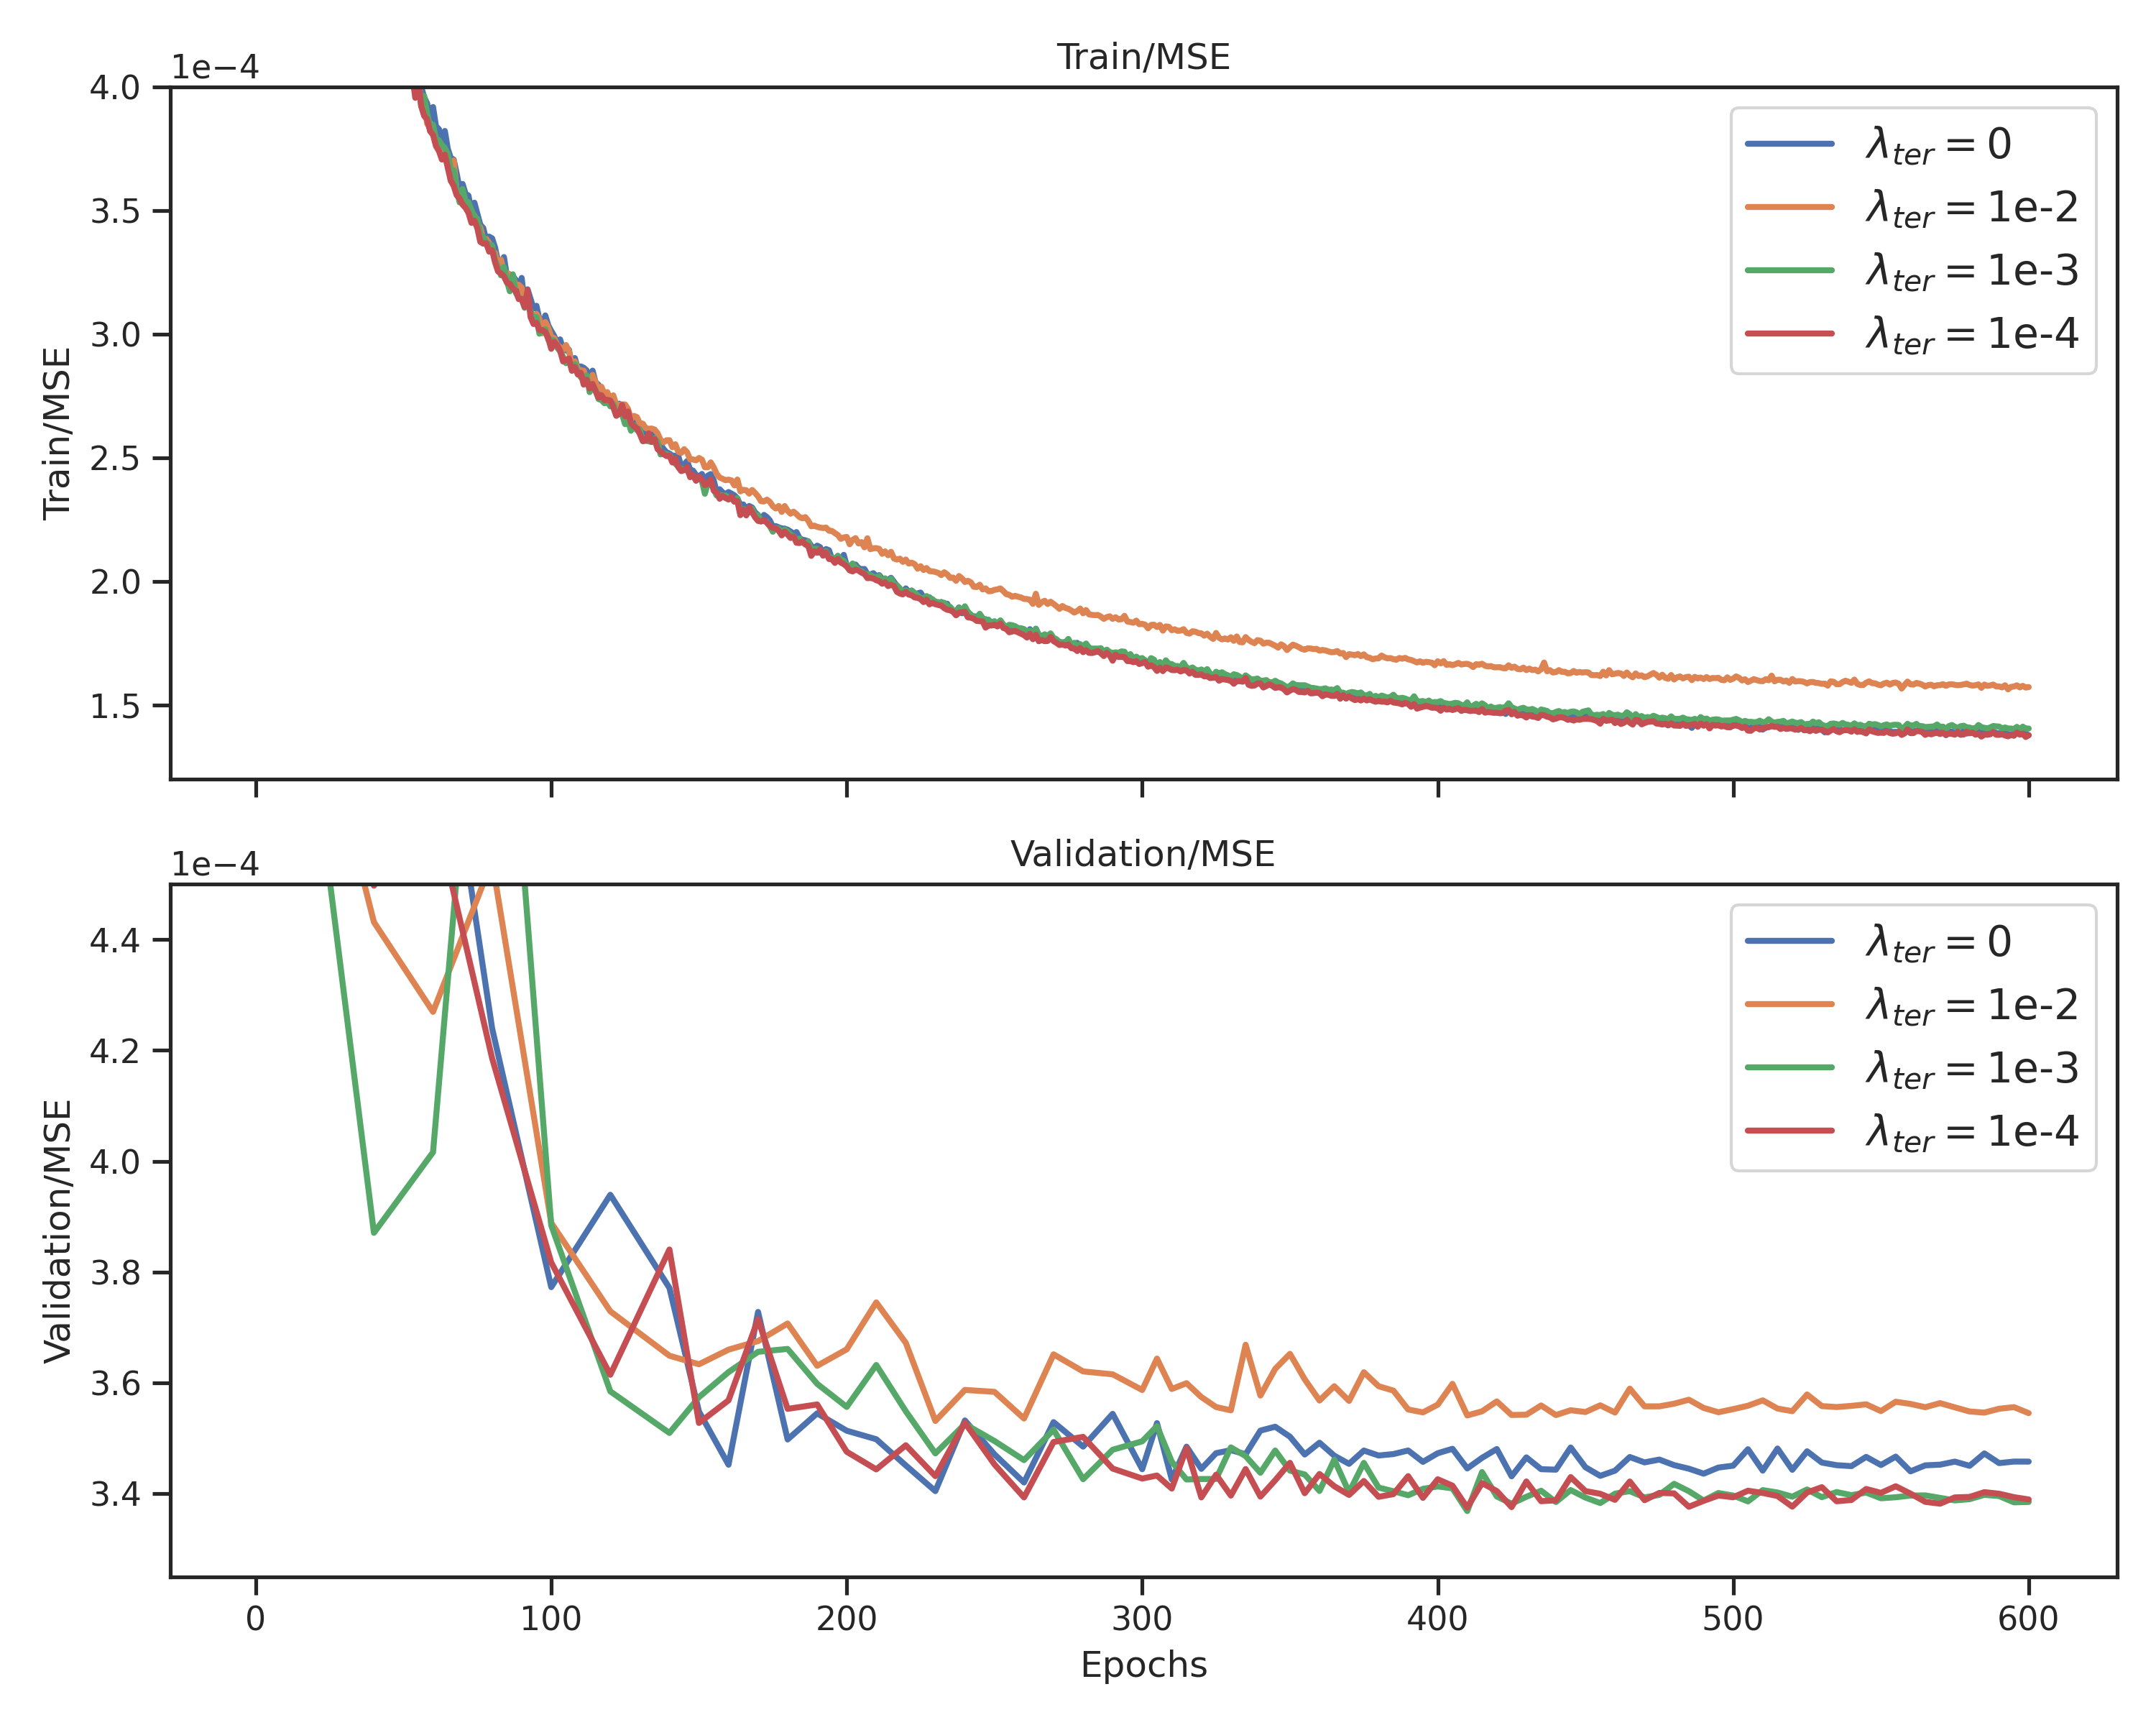 Train/MSE
1e−4
4.0
3.5
3.0
2.5
2.0
1.5
Train/MSE
λter = 0
λter = 1e-2
λter = 1e-3
λter = 1e-4
Validation/MSE
1e−4
4.4
4.2
4.0
3.8
3.6
3.4
Validation/MSE
λter = 0
λter = 1e-2
λter = 1e-3
λter = 1e-4
0 100 200 300 400 500 600
Epochs